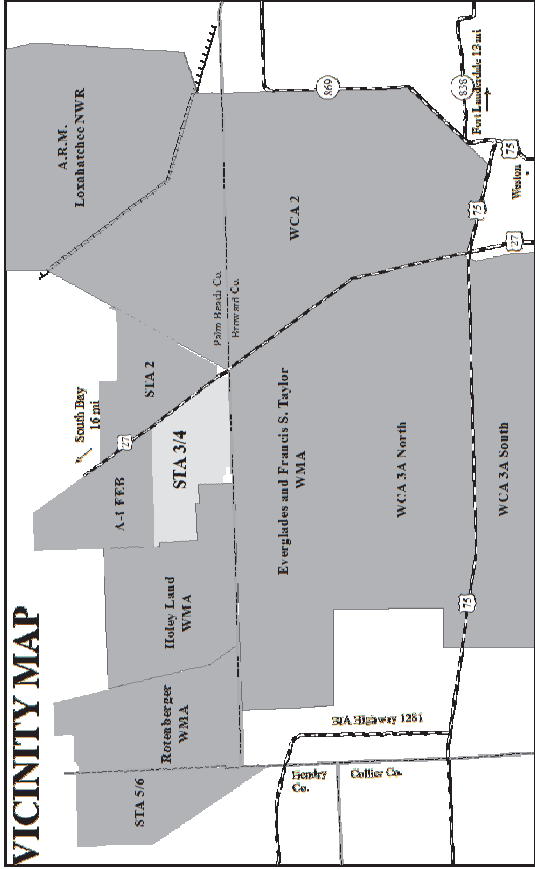 VICINITY MAP
STA 5/6
Rotenberger
WMA
Holey Land
WMA
A-1 FEB
South Bay
16 mi
27
STA 2
STA 3/4
A.R.M.
Loxahatchee NWR
Palm Beach Co.
Broward Co.
WCA 2
869
838
Fort Lauderdale 13 mi
75
Weston
75
27
Everglades and Francis S. Taylor
WMA
WCA 3A North
WCA 3A South
75
BIA Highway 1281
Hendry
Co.
Collier Co.